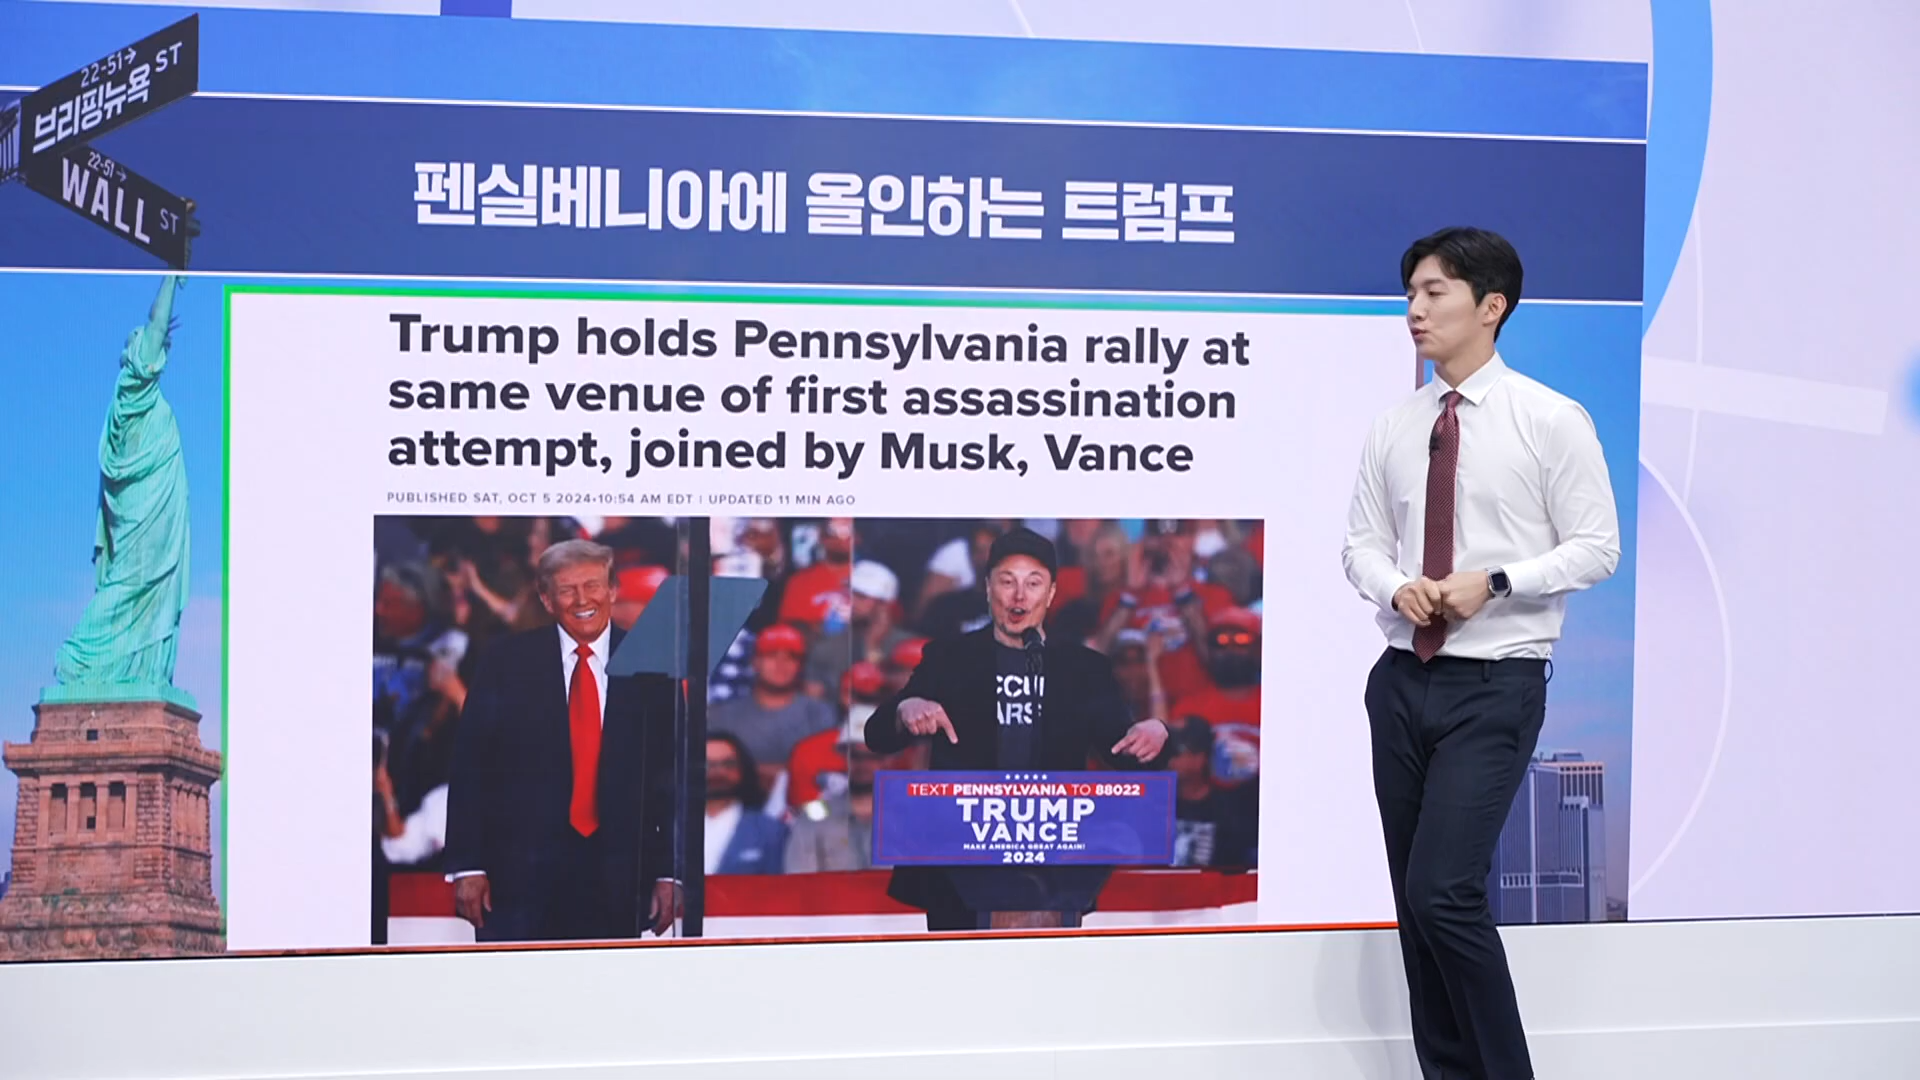 22-51→ ST
브리핑뉴욕
22-51→
WALL ST
펜실베니아에 올인하는 트럼프
Trump holds Pennsylvania rally at
same venue of first assassination
attempt, joined by Musk, Vance
PUBLISHED SAT, OCT 5 2024•10:54 AM EDT | UPDATED 11 MIN AGO
CCU
ARS
TEXT PENNSYLVANIA TO 88022
TRUMP
VANCE
MAKE AMERICA GREAT AGAIN!
2024